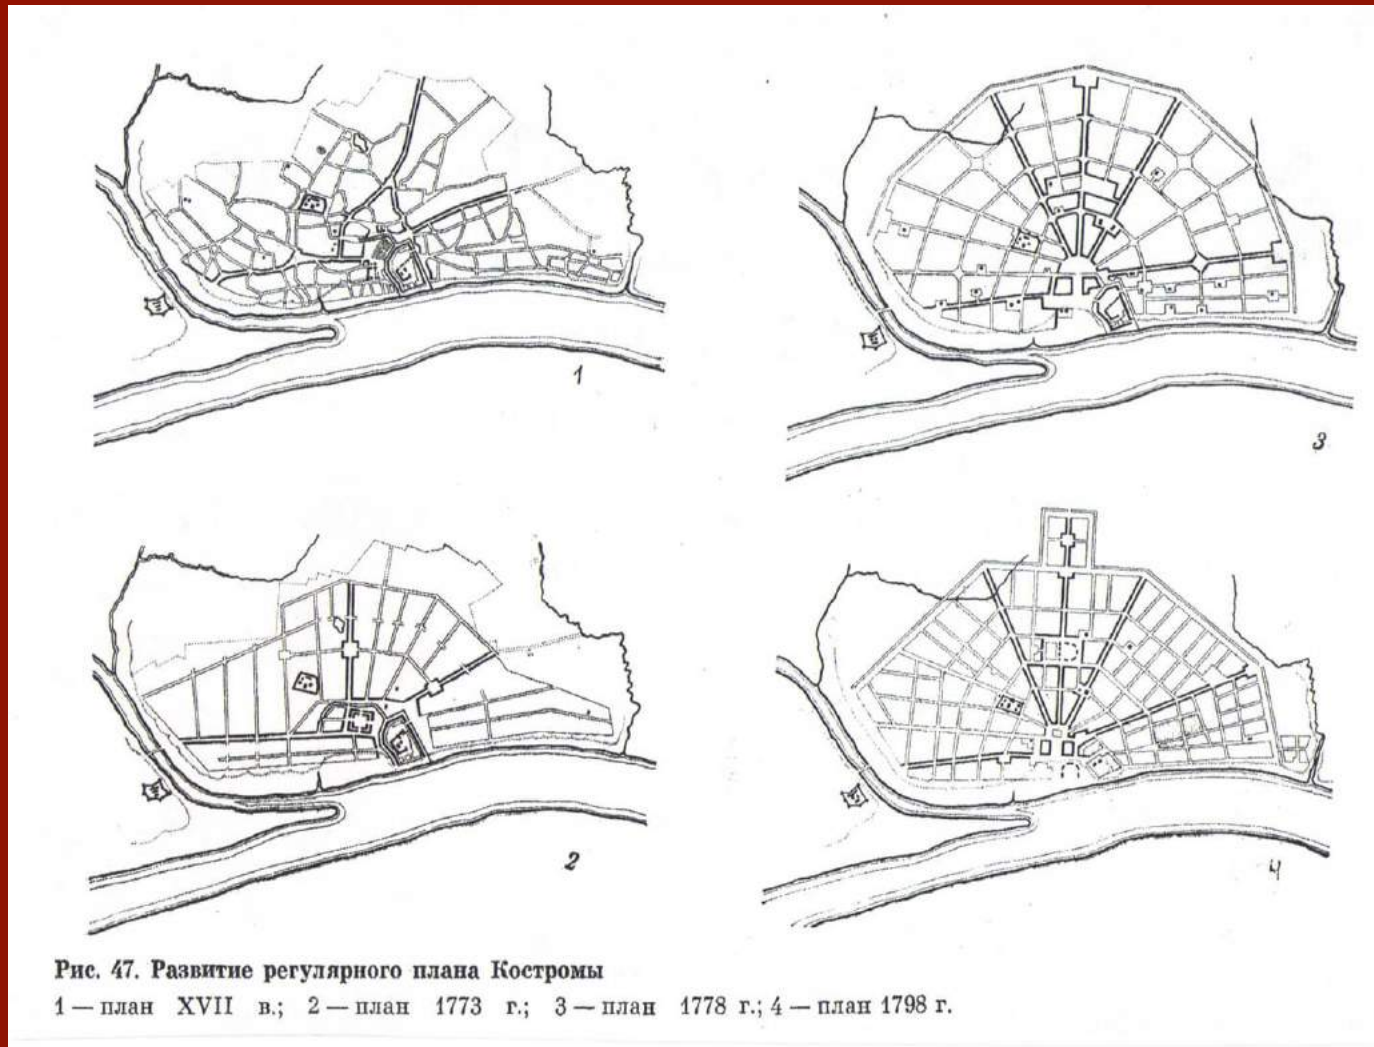 1
3
2
4
Рис. 47. Развитие регулярного плана Костромы
1 — план XVII в.; 2 — план 1773 г.; 3 — план 1778 г.; 4 — план 1798 г.